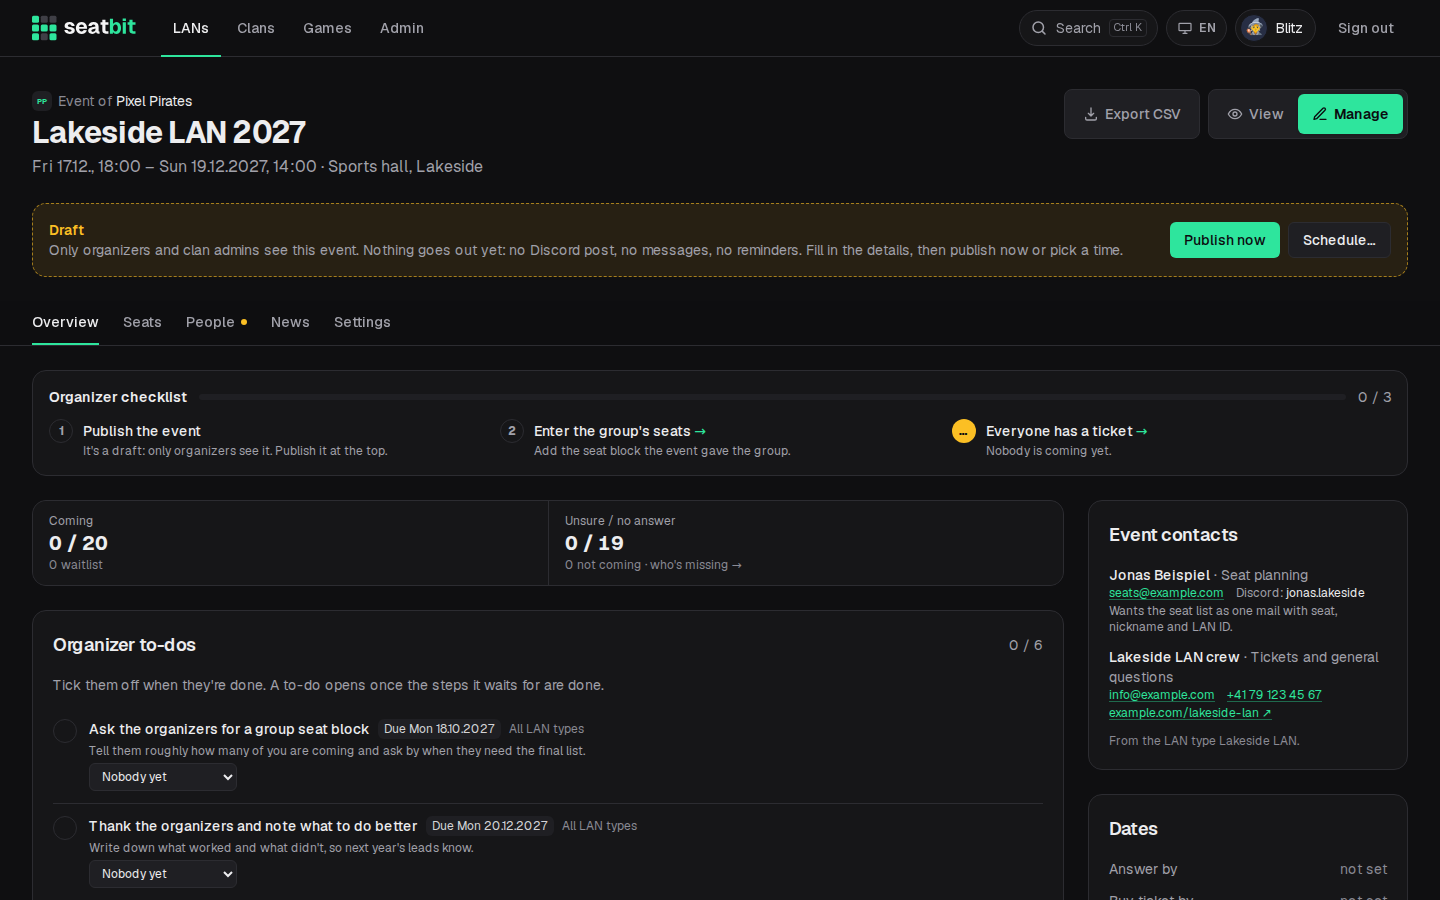 seatbit
LANs
Clans
Games
Admin
Search
Ctrl K
EN
Blitz
Sign out
PP
Event of Pixel Pirates
Lakeside LAN 2027
Fri 17.12., 18:00 – Sun 19.12.2027, 14:00 · Sports hall, Lakeside
Export CSV
View
Manage
Draft
Only organizers and clan admins see this event. Nothing goes out yet: no Discord post, no messages, no reminders. Fill in the details, then publish now or pick a time.
Publish now
Schedule...
Overview
Seats
People
News
Settings
Organizer checklist
0 / 3
1
Publish the event
It's a draft: only organizers see it. Publish it at the top.
2
Enter the group's seats →
Add the seat block the event gave the group.
...
Everyone has a ticket →
Nobody is coming yet.
Coming
0 / 20
0 waitlist
Unsure / no answer
0 / 19
0 not coming · who's missing →
Organizer to-dos
0 / 6
Tick them off when they're done. A to-do opens once the steps it waits for are done.
Ask the organizers for a group seat block
Due Mon 18.10.2027
All LAN types
Tell them roughly how many of you are coming and ask by when they need the final list.
Nobody yet
Thank the organizers and note what to do better
Due Mon 20.12.2027
All LAN types
Write down what worked and what didn't, so next year's leads know.
Nobody yet
Event contacts
Jonas Beispiel · Seat planning
seats@example.com
Discord: jonas.lakeside
Wants the seat list as one mail with seat,
nickname and LAN ID.
Lakeside LAN crew · Tickets and general
questions
info@example.com
+41 79 123 45 67
example.com/lakeside-lan ↗
From the LAN type Lakeside LAN.
Dates
Answer by
not set
Buy ticket by
not set